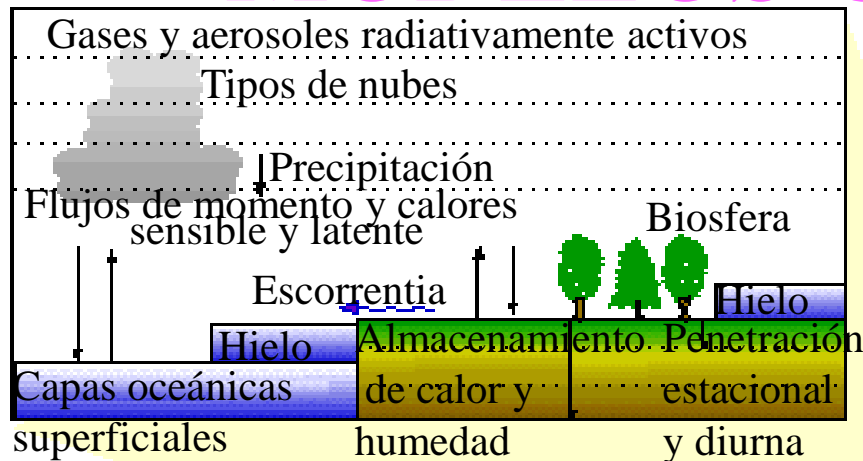 Gases y aerosoles radiativamente activos
Tipos de nubes
Precipitación
Flujos de momento y calores
sensible y latente
Biosfera
Escorrentia
Hielo
Hielo
Almacenamiento
de calor y
humedad
Penetración
estacional
y diurna
Capas oceánicas
superficiales